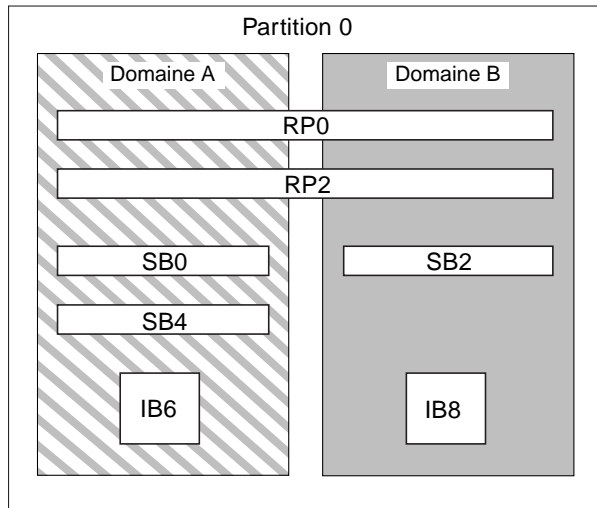 Partition 0
Domaine A Domaine B
RP0
RP2
SB0 SB2
SB4
IB6 IB8